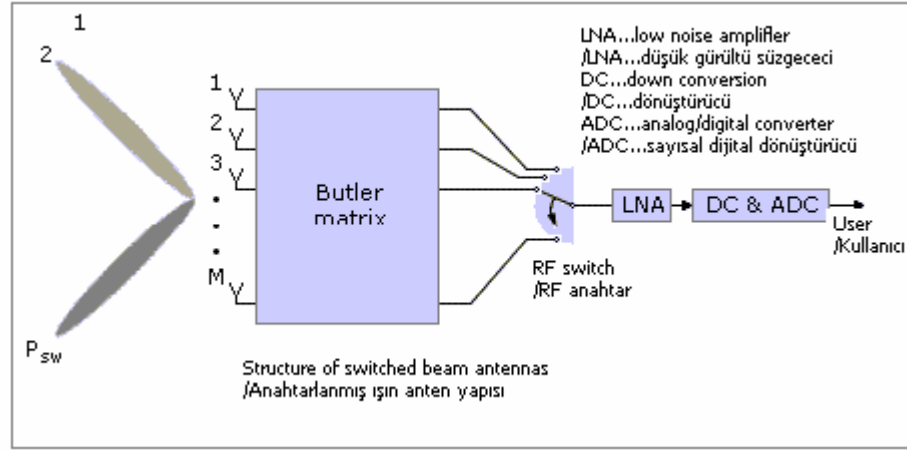 1
2
P sw
1
2
3
M
Butler
matrix
LNA...low noise amplifler
/LNA...düşük gürültü süzgececi
DC...down conversion
/DC...dönüştürücü
ADC...analog/digital converter
/ADC...sayısal dijital dönüştürücü
LNA
DC & ADC
User
/Kullanıcı
RF switch
/RF anahtar
Structure of switched beam antennas
/Anahtarlanmış ışın anten yapısı